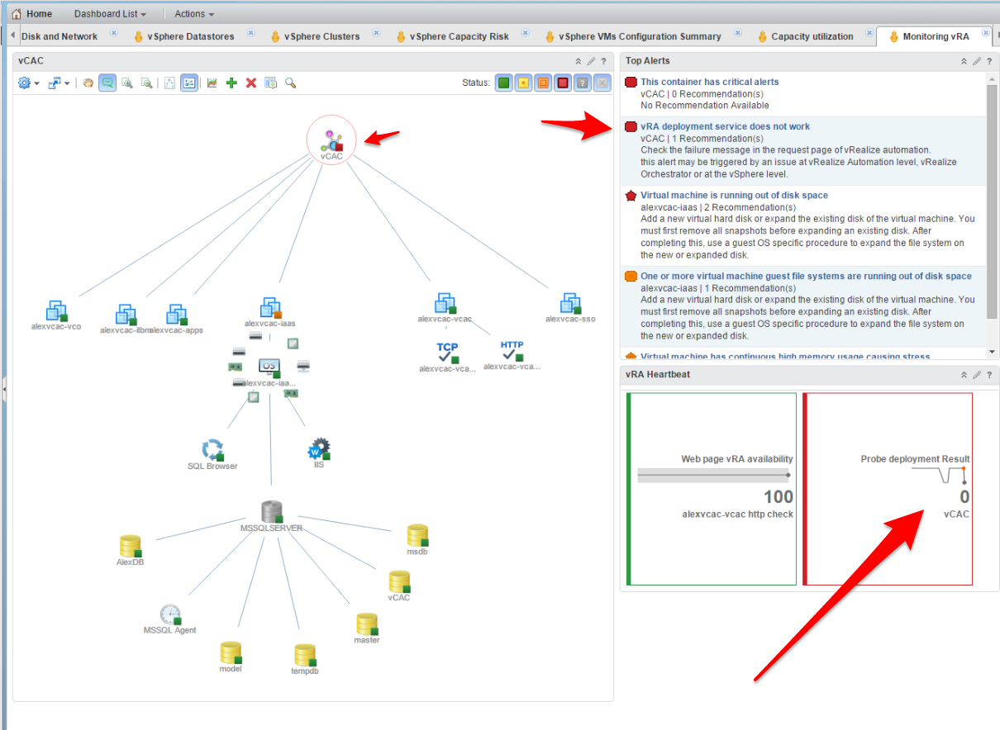 Home
Dashboard List
Actions
Disk and Network
vSphere Datastores
vSphere Clusters
vSphere Capacity Risk
vSphere VMs Configuration Summary
Capacity utilization
Monitoring vRA
vCAC
?
Status:
?
vCAC
alexvcac-vco
alexvcac-apps
alexvcac-iaas
alexvcac-vcac
alexvcac-sso
TCP
alexvcac-vca...
HTTP
alexvcac-vca...
OS
alexvcac-iaa...
SQL Browser
W
IIS
MSSQLSERVER
AlexDB
msdb
vCAC
MSSQL Agent
master
model
tempdb
Top Alerts
?
This container has critical alerts
vCAC | 0 Recommendation(s)
No Recommendation Available
vRA deployment service does not work
vCAC | 1 Recommendation(s)
Check the failure message in the request page of vRealize automation.
this alert may be triggered by an issue at vRealize Automation level, vRealize
Orchestrator or at the vSphere level.
Virtual machine is running out of disk space
alexvcac-iaas | 2 Recommendation(s)
Add a new virtual hard disk or expand the existing disk of the virtual machine. You
must first remove all snapshots before expanding an existing disk. After
completing this, use a guest OS specific procedure to expand the file system on
the new or expanded disk.
One or more virtual machine guest file systems are running out of disk space
alexvcac-iaas | 1 Recommendation(s)
Add a new virtual hard disk or expand the existing disk of the virtual machine. You
must first remove all snapshots before expanding an existing disk. After
completing this, use a guest OS specific procedure to expand the file system on
the new or expanded disk.
Virtual machine has continuous high memory usage causing stress
vRA Heartbeat
?
Web page vRA availability
100
alexvcac-vcac http check
Probe deployment Result
0
vCAC